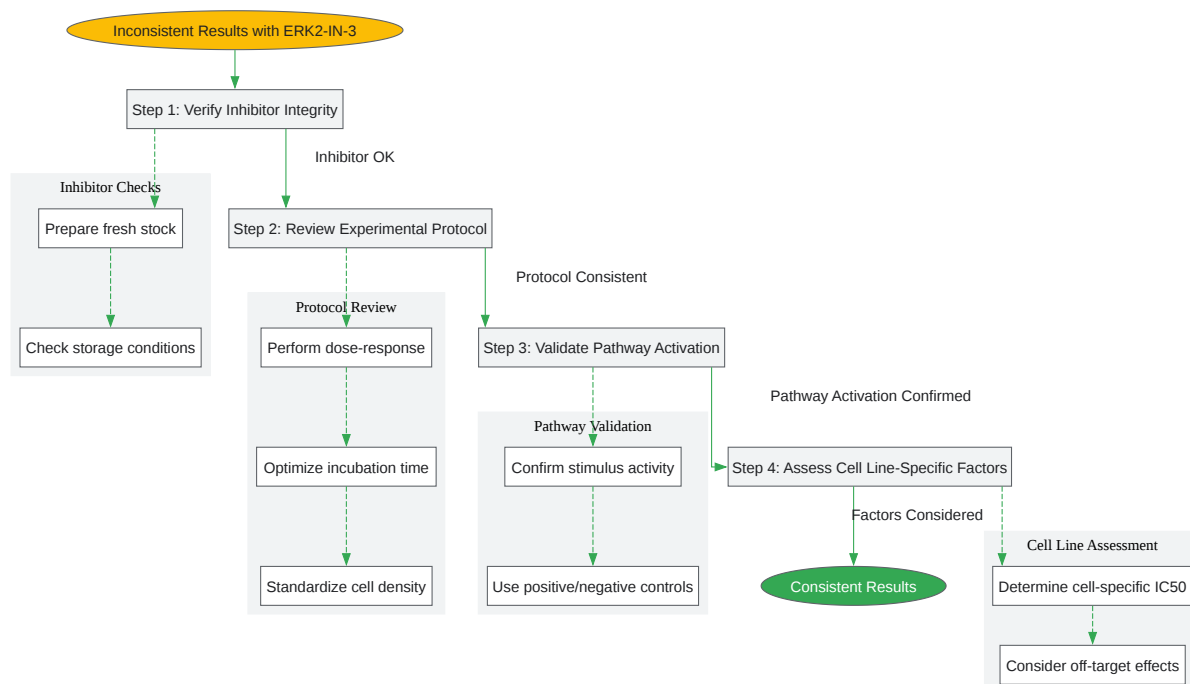 Inconsistent Results with ERK2-IN-3
Step 1: Verify Inhibitor Integrity
Inhibitor OK
Inhibitor Checks
Prepare fresh stock
Check storage conditions
Step 2: Review Experimental Protocol
Protocol Consistent
Protocol Review
Perform dose-response
Optimize incubation time
Standardize cell density
Step 3: Validate Pathway Activation
Pathway Activation Confirmed
Pathway Validation
Confirm stimulus activity
Use positive/negative controls
Step 4: Assess Cell Line-Specific Factors
Factors Considered
Consistent Results
Cell Line Assessment
Determine cell-specific IC50
Consider off-target effects